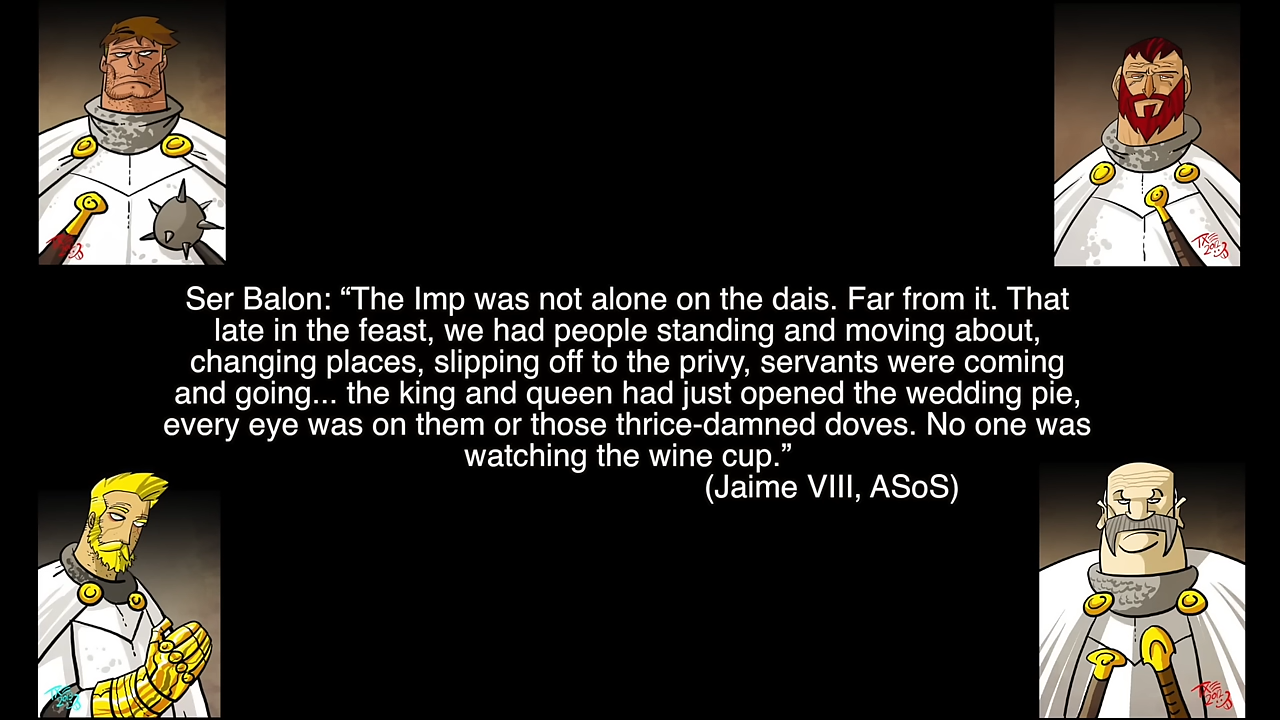 Ser Balon: “The Imp was not alone on the dais. Far from it. That
late in the feast, we had people standing and moving about,
changing places, slipping off to the privy, servants were coming
and going... the king and queen had just opened the wedding pie,
every eye was on them or those thrice-damned doves. No one was
watching the wine cup.”
(Jaime VIII, ASoS)